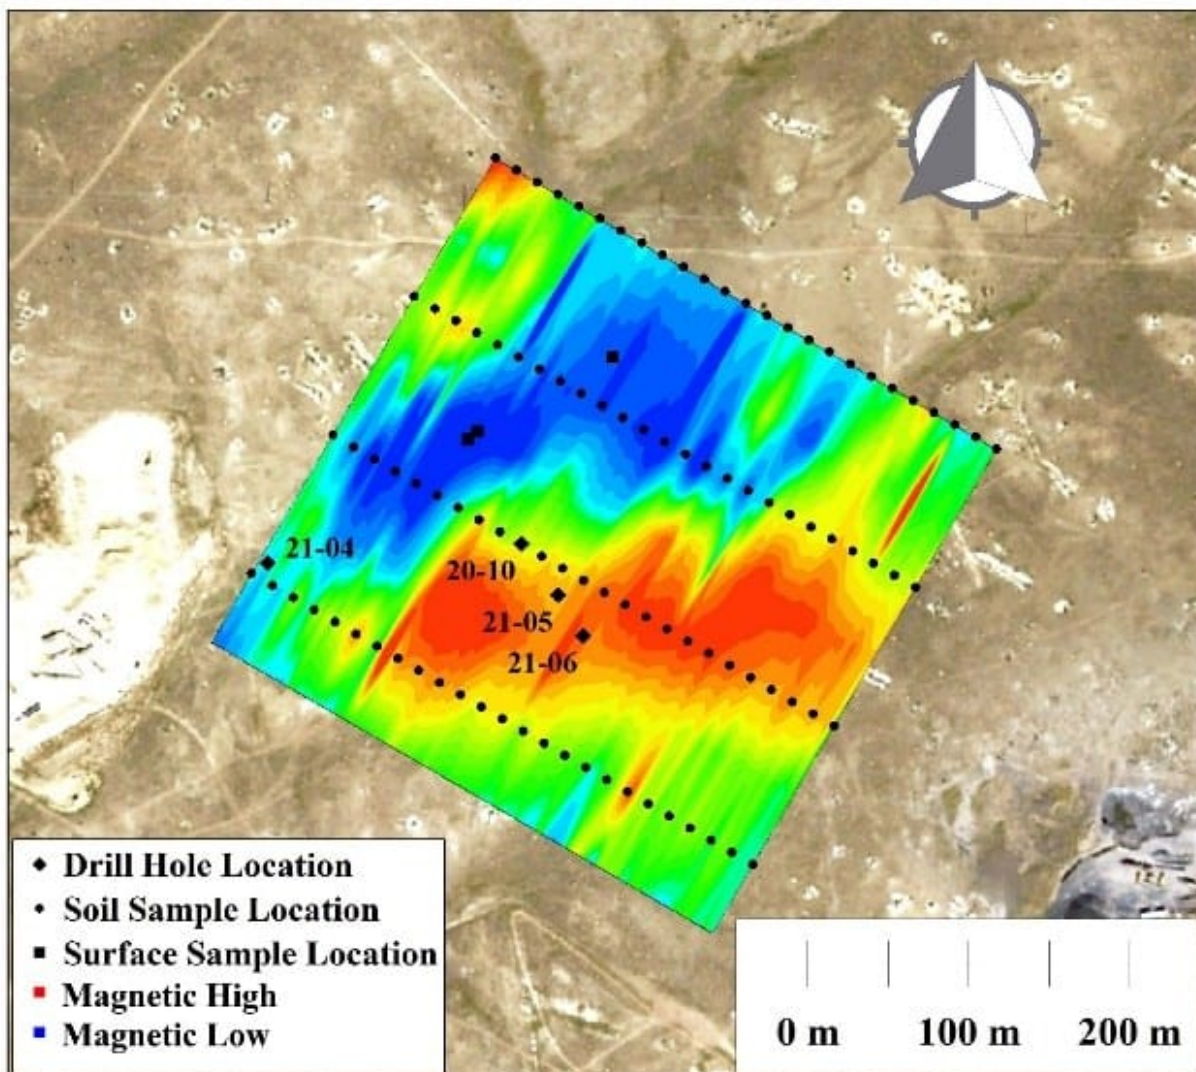 21-04
20-10
21-05
21-06
Drill Hole Location
Soil Sample Location
Surface Sample Location
Magnetic High
Magnetic Low
0 m 100 m 200 m